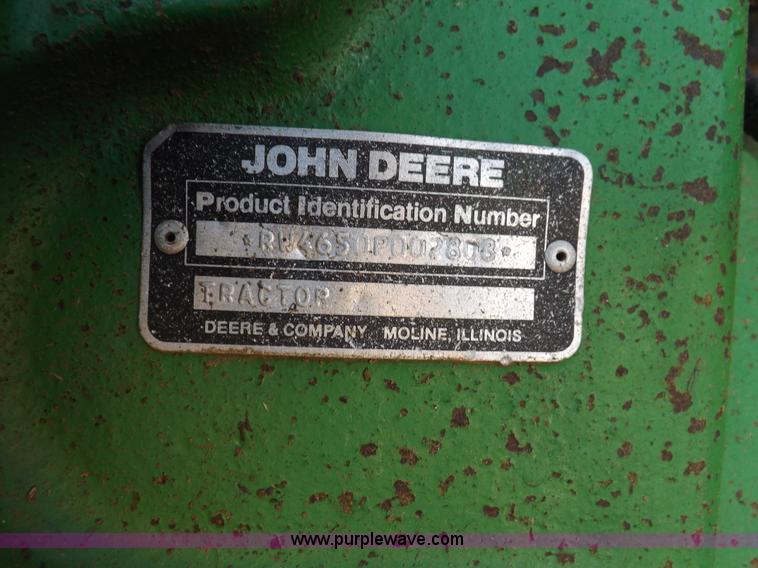 JOHN DEERE
Product Identification Number
*RW4650P002808*
TRACTOR
DEERE & COMPANY MOLINE, ILLINOIS
www.purplewave.com